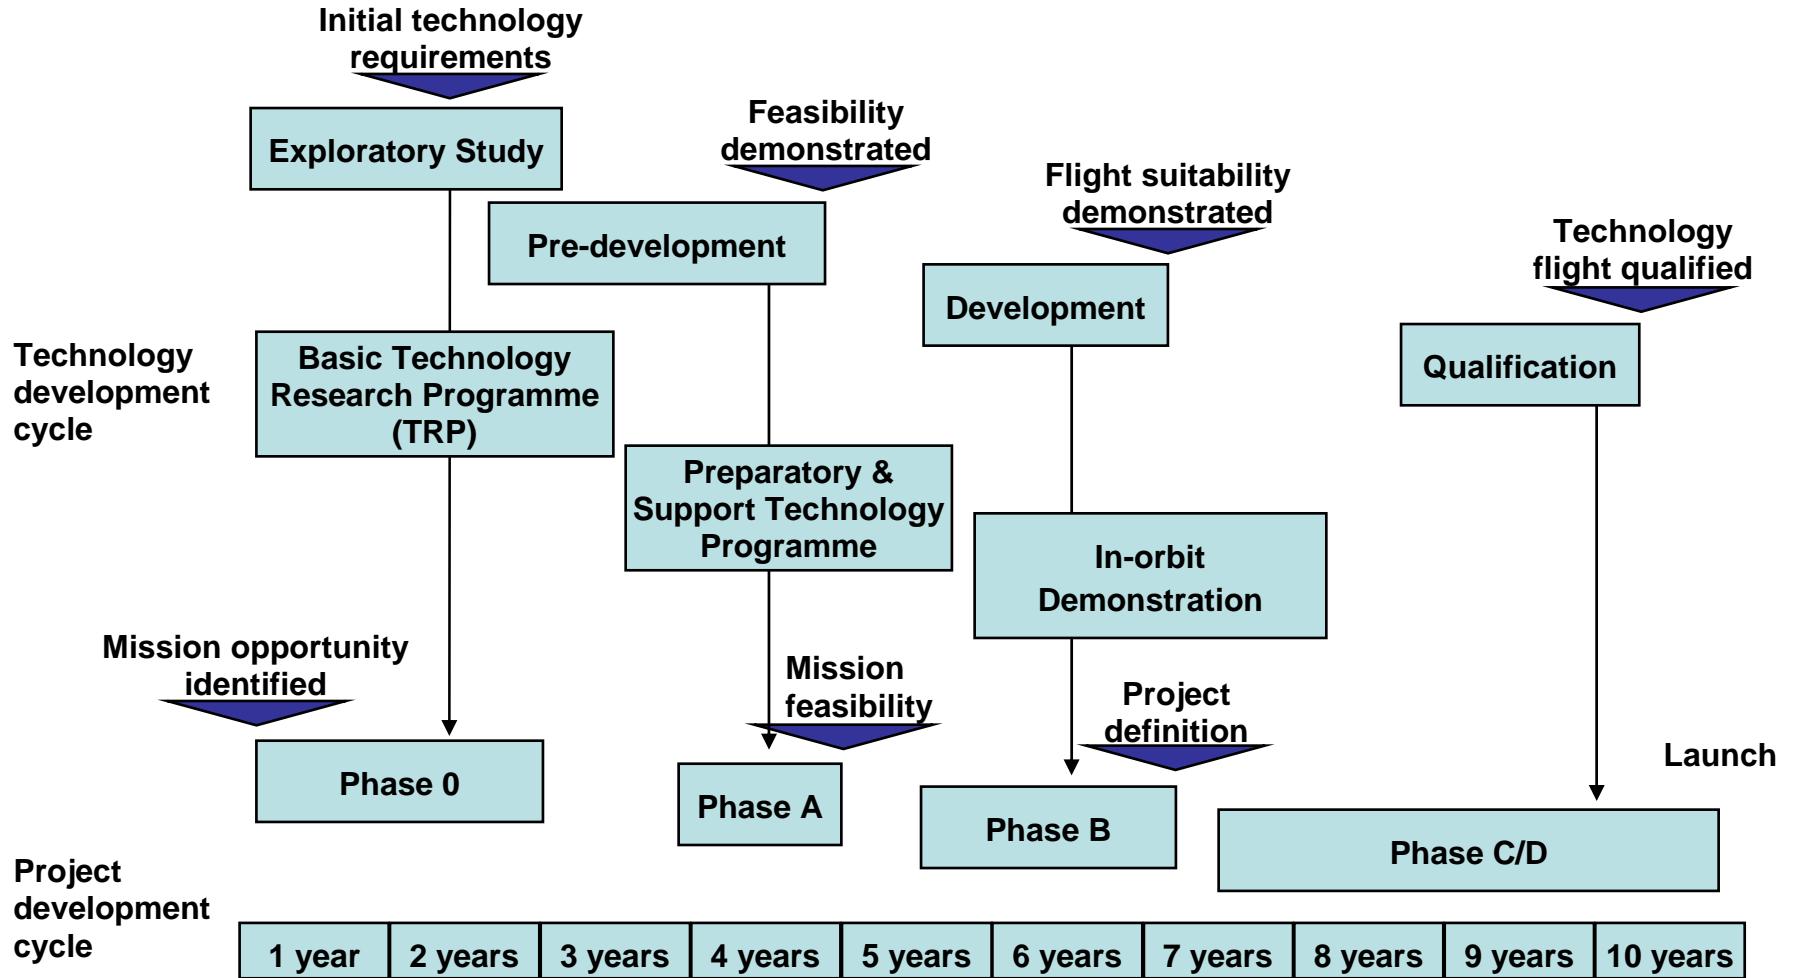 Initial technology
requirements
Exploratory Study
Feasibility
demonstrated
Pre-development
Flight suitability
demonstrated
Development
Technology
flight qualified
Qualification
Technology
development
cycle
Basic Technology
Research Programme
(TRP)
Preparatory &
Support Technology
Programme
In-orbit
Demonstration
Mission opportunity
identified
Mission
feasibility
Project
definition
Launch
Phase 0
Phase A
Phase B
Phase C/D
Project
development
cycle
1 year
2 years
3 years
4 years
5 years
6 years
7 years
8 years
9 years
10 years